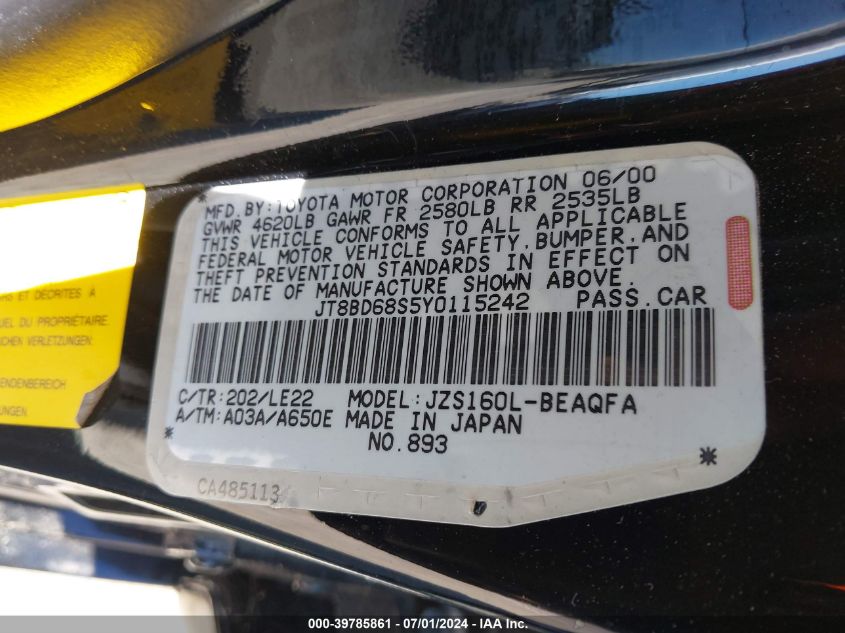 MFD.BY:TOYOTA MOTOR CORPORATION 06/00
GVWR 4620LB GAWR FR 2580LB RR 2535LB
THIS VEHICLE CONFORMS TO ALL APPLICABLE
FEDERAL MOTOR VEHICLE SAFETY,BUMPER,AND
THEFT PREVENTION STANDARDS IN EFFECT ON
THE DATE OF MANUFACTURE SHOWN ABOVE.
JT8BD68S5Y0115242 PASS.CAR
C/TR:202/LE22 MODEL:JZS160L-BEAQFA
A/TM:A03A/A650E MADE IN JAPAN
NO.893
CA485113
ET DÉCRITES À
DU PROPRIÉTAIRE.
VERLETZUNGEN:
000-39785861 - 07/01/2024 - © IAA Inc.